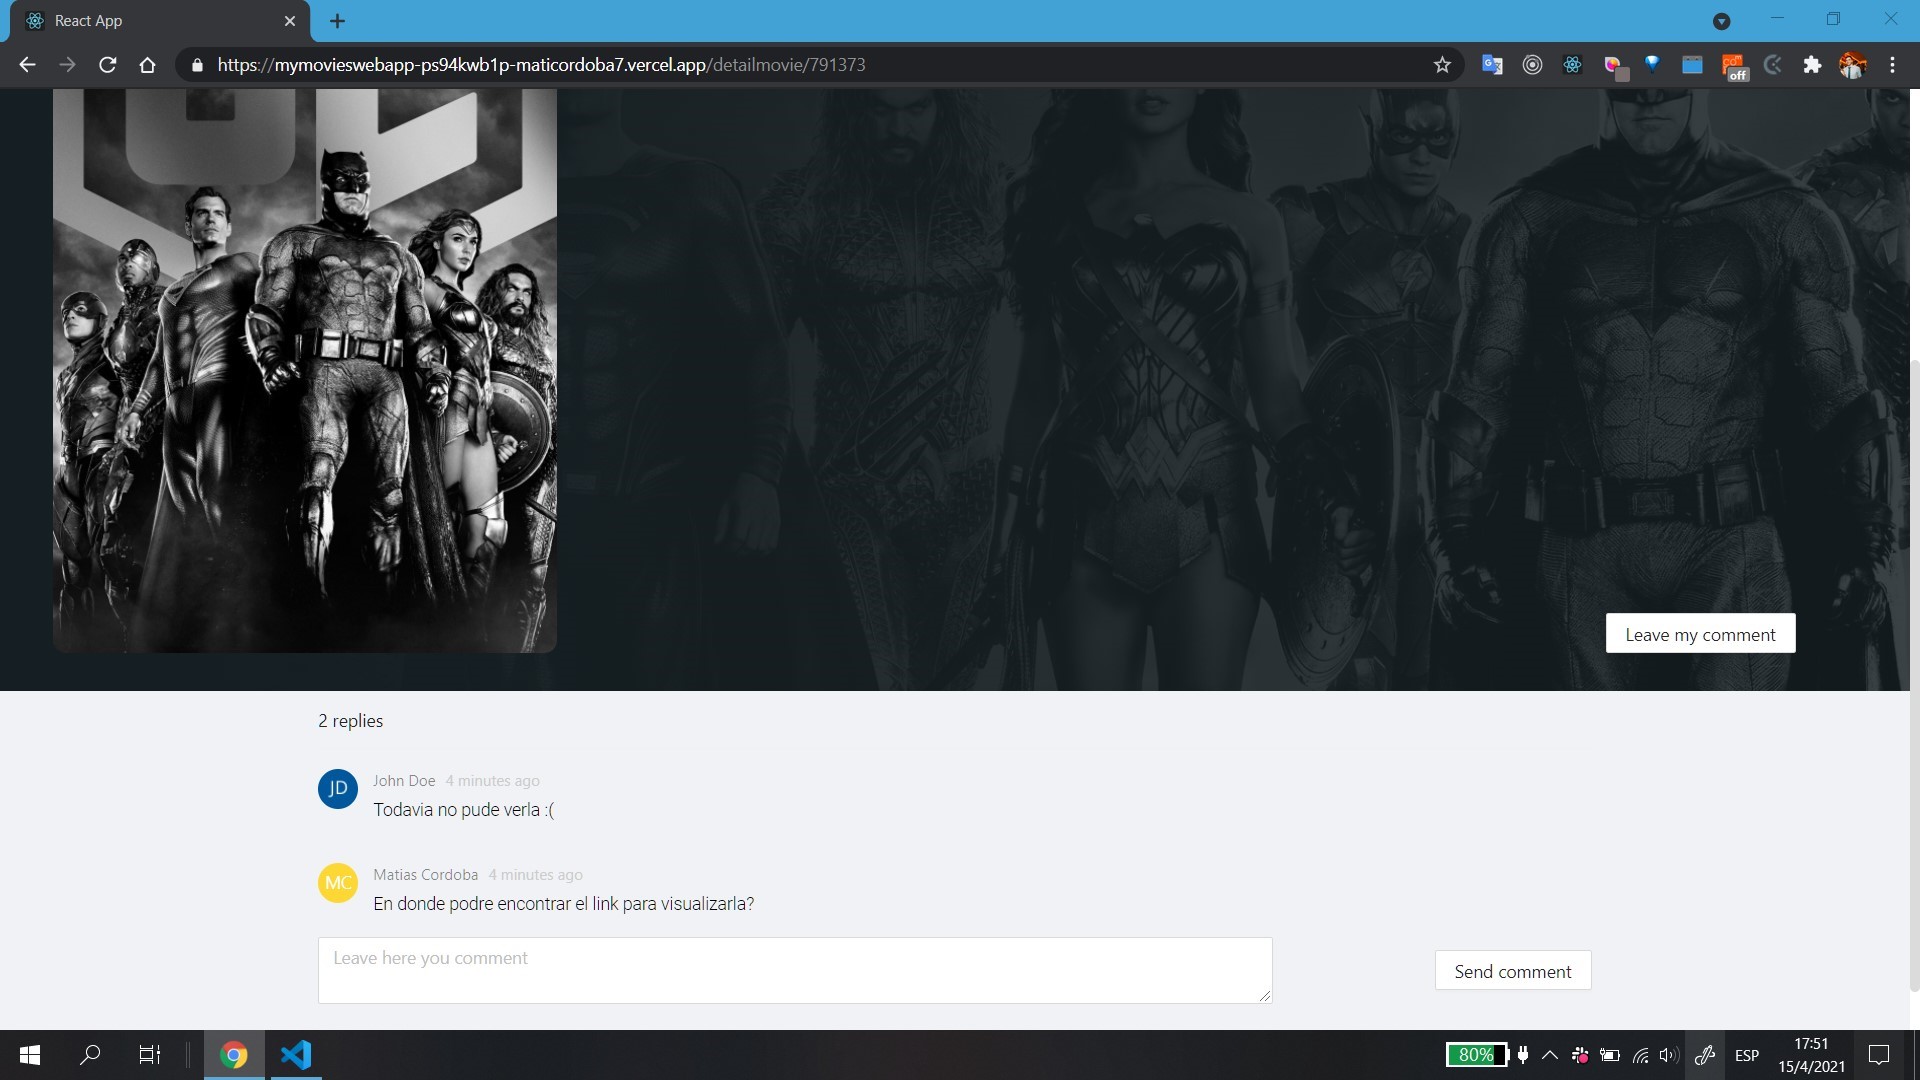 React App
https://mymovieswebapp-ps94kwb1p-maticordoba7.vercel.app/detailmovie/791373
off
Leave my comment
2 replies
JD
John Doe 4 minutes ago
Todavia no pude verla :(
MC
Matias Cordoba 4 minutes ago
En donde podre encontrar el link para visualizarla?
Leave here you comment
Send comment
80%
ESP
17:51
15/4/2021